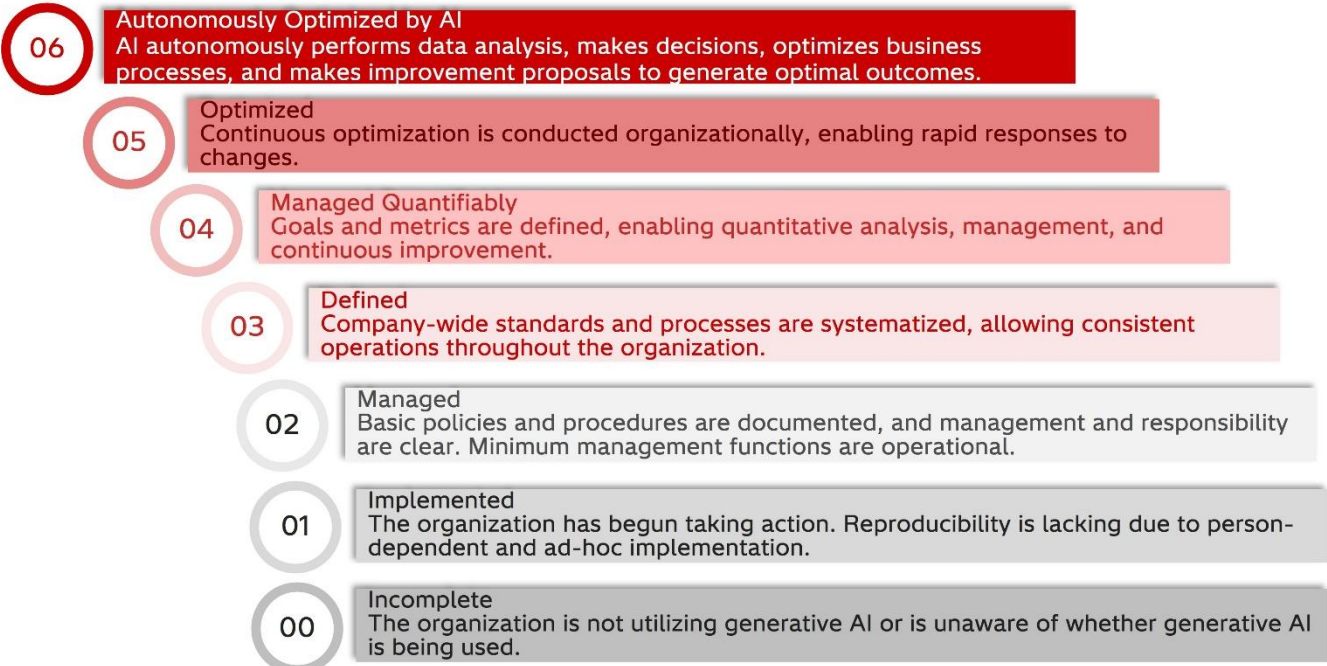 06
Autonomously Optimized by AI
AI autonomously performs data analysis, makes decisions, optimizes business
processes, and makes improvement proposals to generate optimal outcomes.
05
Optimized
Continuous optimization is conducted organizationally, enabling rapid responses to
changes.
04
Managed Quantifiably
Goals and metrics are defined, enabling quantitative analysis, management, and
continuous improvement.
03
Defined
Company-wide standards and processes are systematized, allowing consistent
operations throughout the organization.
02
Managed
Basic policies and procedures are documented, and management and responsibility
are clear. Minimum management functions are operational.
01
Implemented
The organization has begun taking action. Reproducibility is lacking due to person-
dependent and ad-hoc implementation.
00
Incomplete
The organization is not utilizing generative AI or is unaware of whether generative AI
is being used.